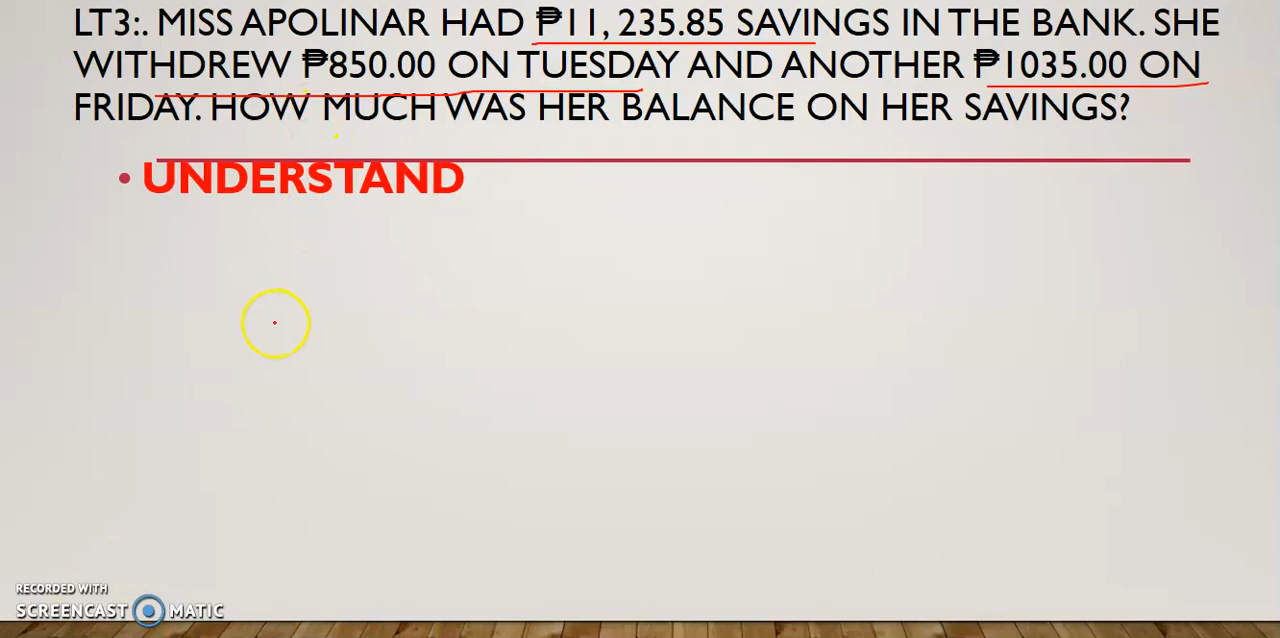 LT3:. MISS APOLINAR HAD ₱11, 235.85 SAVINGS IN THE BANK. SHE
WITHDREW ₱850.00 ON TUESDAY AND ANOTHER ₱1035.00 ON
FRIDAY. HOW MUCH WAS HER BALANCE ON HER SAVINGS?
• UNDERSTAND
RECORDED WITH
SCREENCAST MATIC